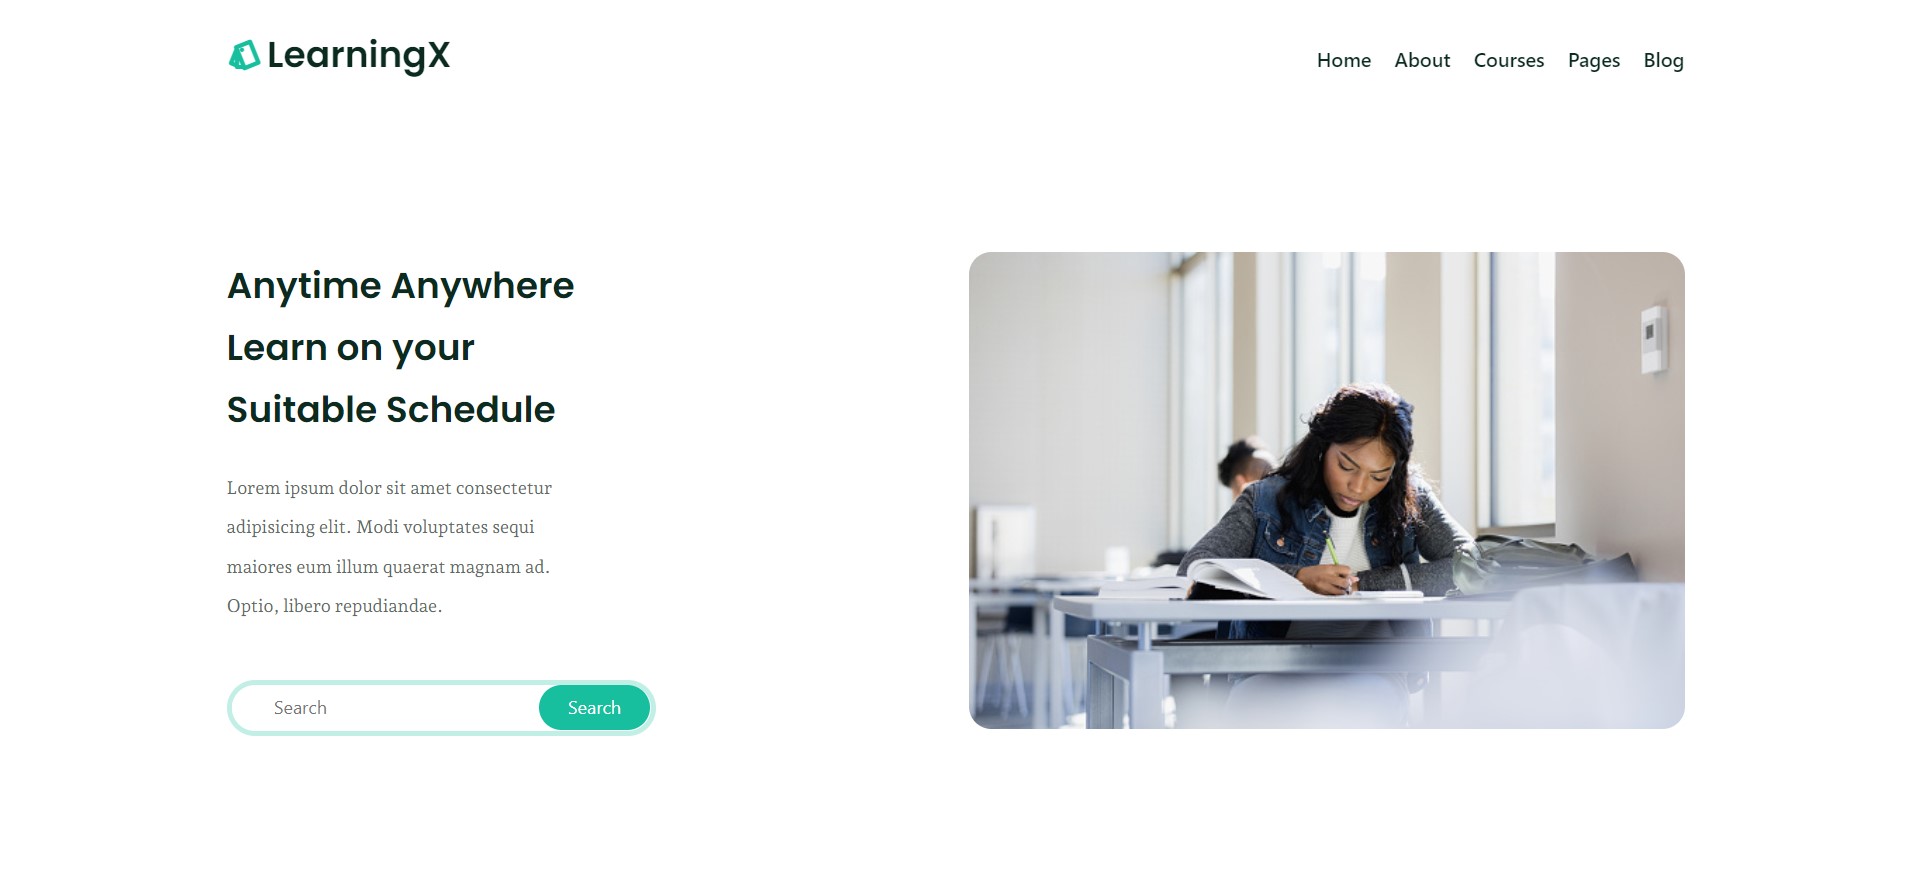 LearningX
Home About Courses Pages Blog
Anytime Anywhere
Learn on your
Suitable Schedule
Lorem ipsum dolor sit amet consectetur
adipisicing elit. Modi voluptates sequi
maiores eum illum quaerat magnam ad.
Optio, libero repudiandae.
Search Search